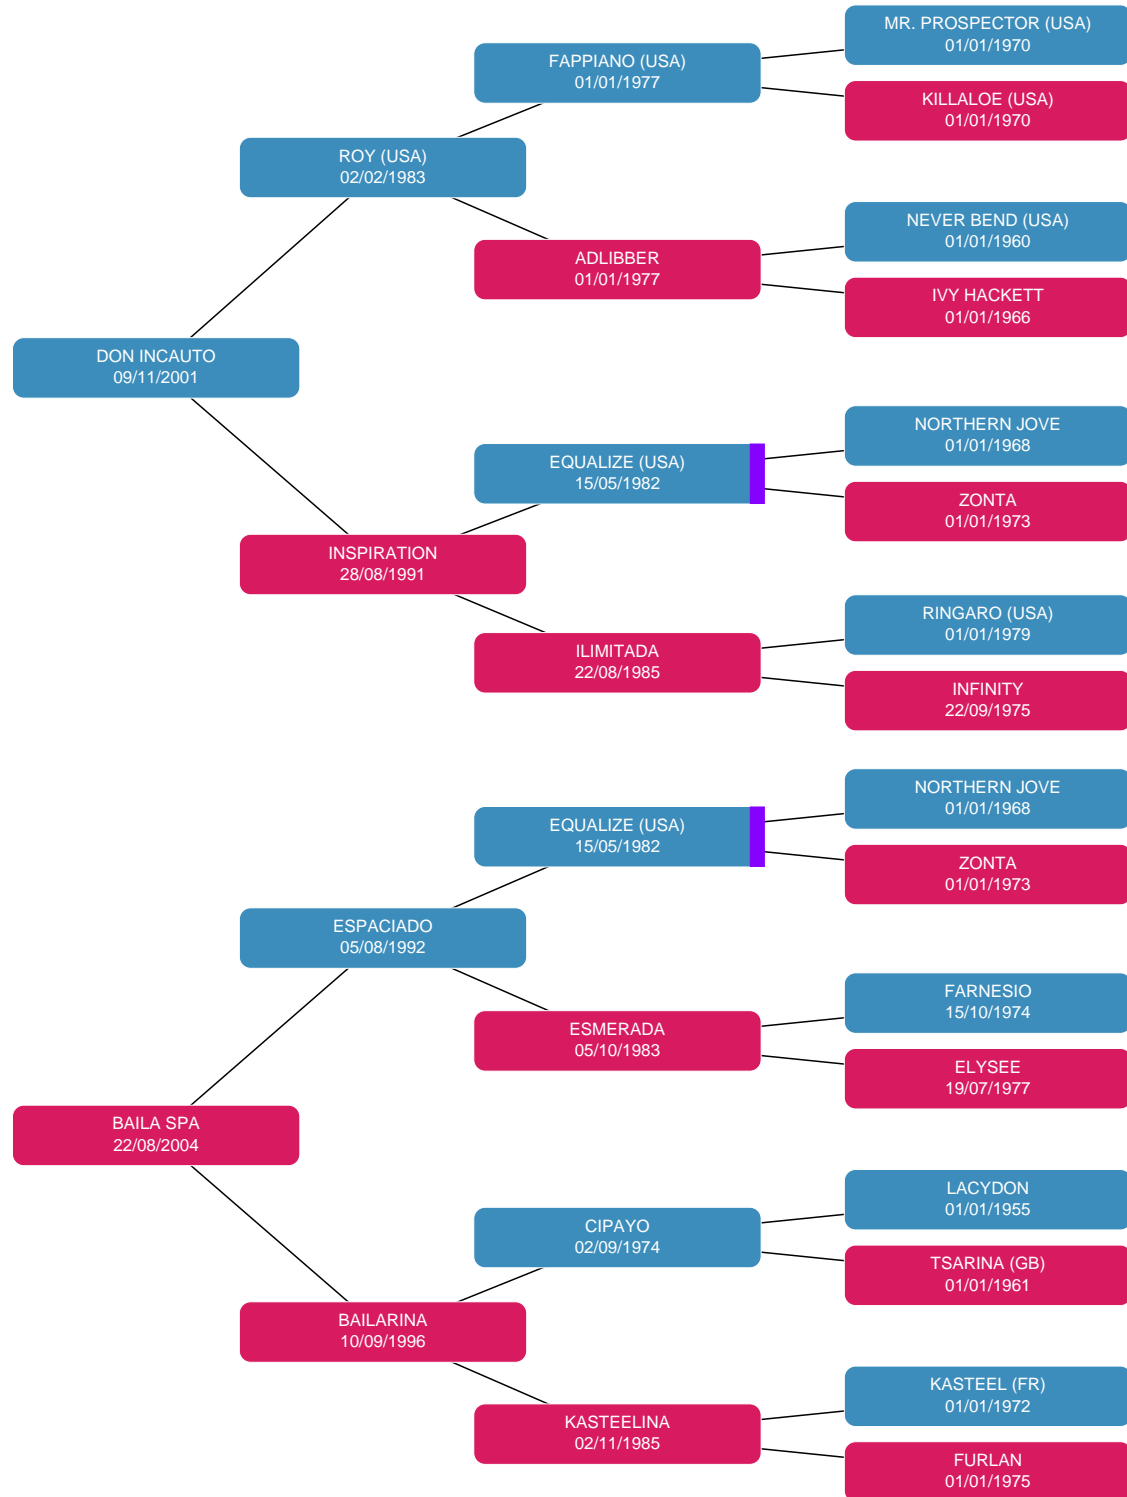 MR. PROSPECTOR (USA)
01/01/1970
FAPPIANO (USA)
01/01/1977
KILLALOE (USA)
01/01/1970
ROY (USA)
02/02/1983
NEVER BEND (USA)
01/01/1960
ADLIBBER
01/01/1977
IVY HACKETT
01/01/1966
DON INCAUTO
09/11/2001
NORTHERN JOVE
01/01/1968
EQUALIZE (USA)
15/05/1982
ZONTA
01/01/1973
INSPIRATION
28/08/1991
RINGARO (USA)
01/01/1979
ILIMITADA
22/08/1985
INFINITY
22/09/1975
NORTHERN JOVE
01/01/1968
EQUALIZE (USA)
15/05/1982
ZONTA
01/01/1973
ESPACIADO
05/08/1992
FARNESIO
15/10/1974
ESMERADA
05/10/1983
ELYSEE
19/07/1977
BAILA SPA
22/08/2004
LACYDON
01/01/1955
CIPAYO
02/09/1974
TSARINA (GB)
01/01/1961
BAILARINA
10/09/1996
KASTEEL (FR)
01/01/1972
KASTEELINA
02/11/1985
FURLAN
01/01/1975